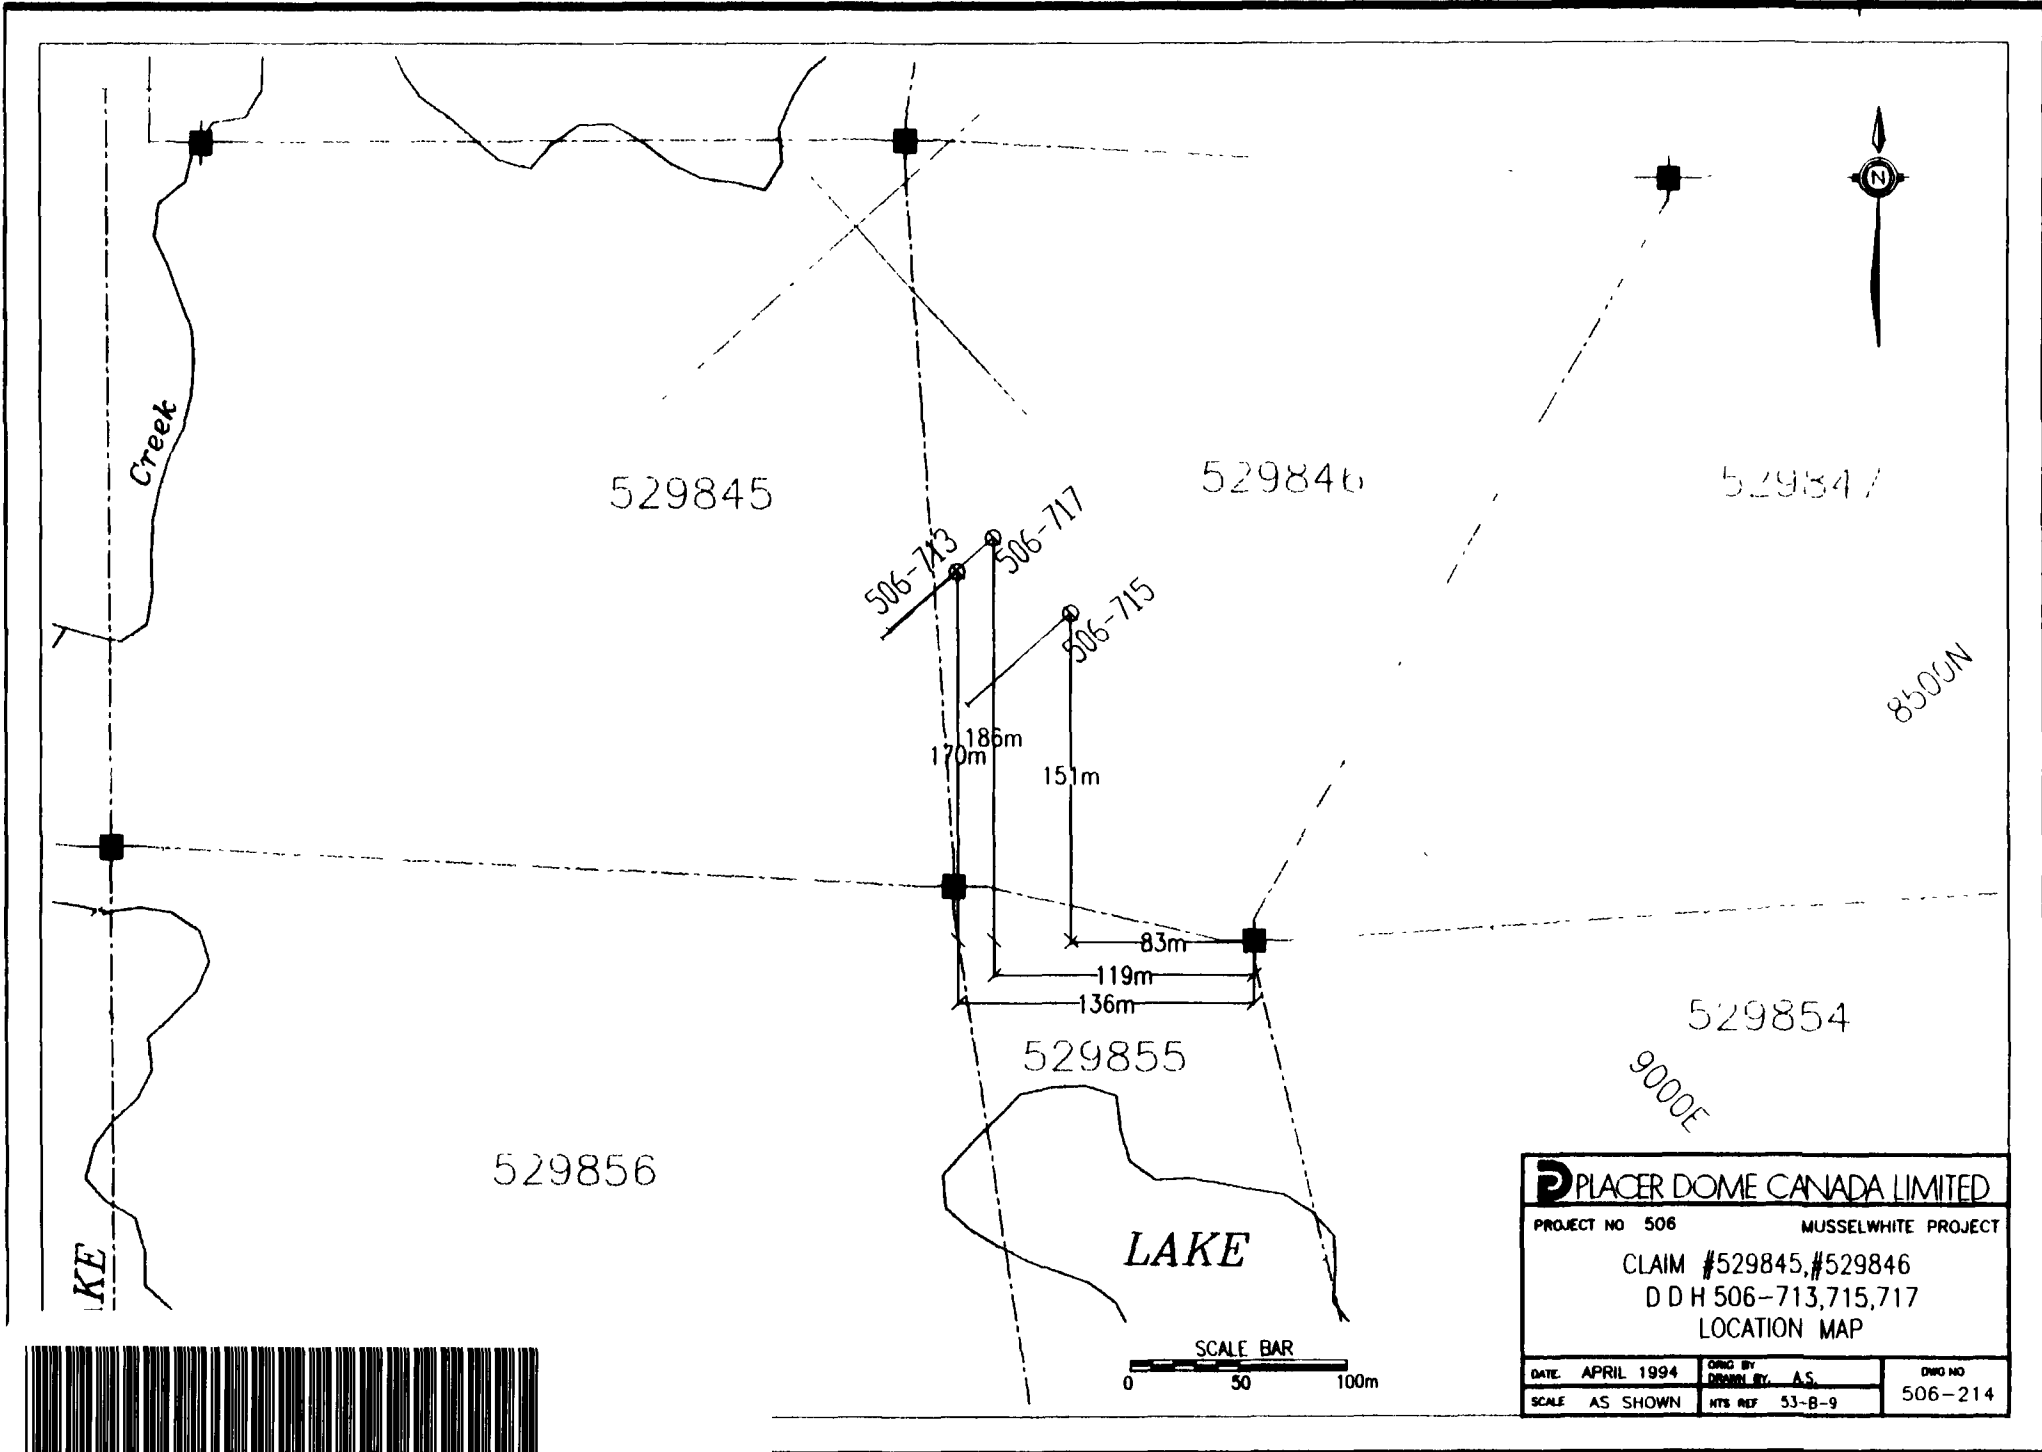 N
Creek
529845
529846
529847
506-713
506-717
506-715
8500N
186m
170m
151m
83m
119m
136m
529854
529855
9000E
529856
LAKE
KE
SCALE BAR
0 50 100m
PLACER DOME CANADA LIMITED
PROJECT NO 506 MUSSELWHITE PROJECT
CLAIM #529845,#529846
D D H 506-713,715,717
LOCATION MAP
DATE. APRIL 1994
ORIG BY
DRAWN BY. A.S.
DWG NO
506-214
SCALE AS SHOWN
NTS REF 53-B-9